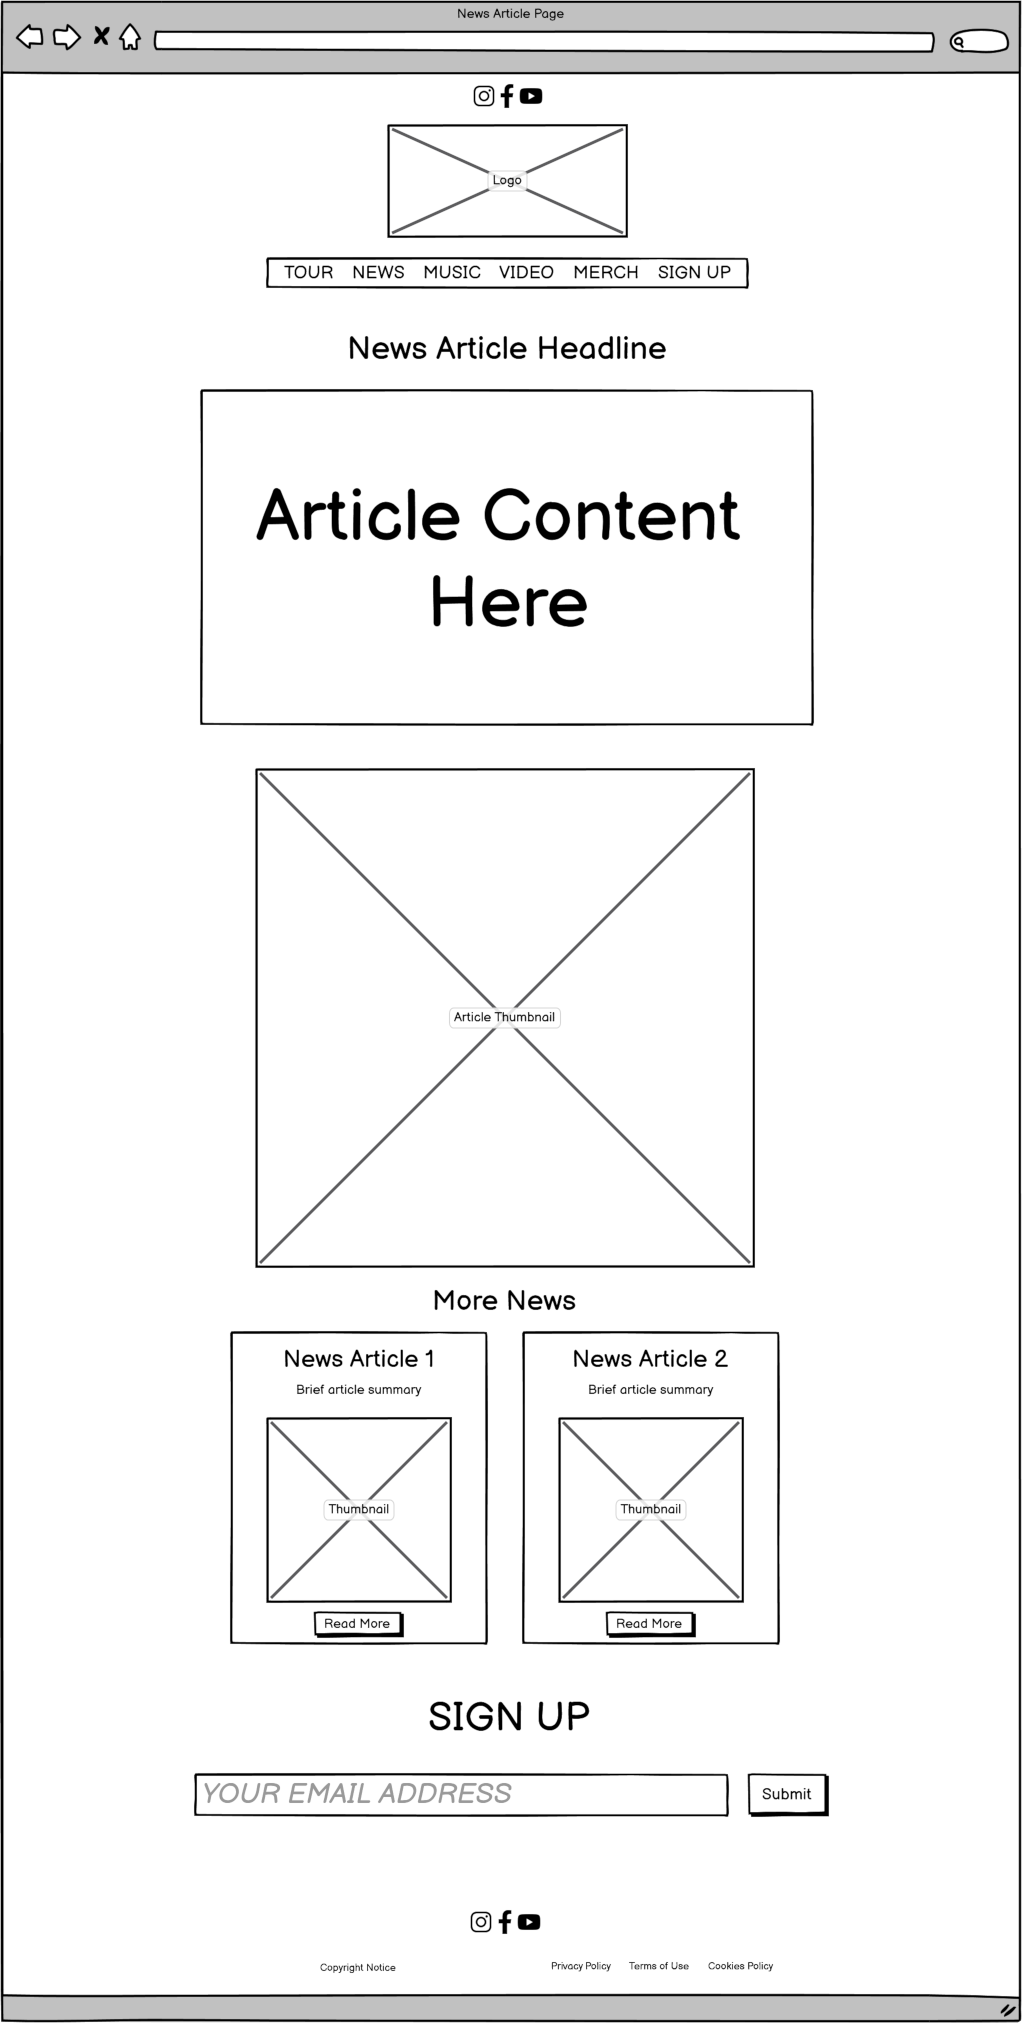 News Article Page
Logo
TOUR NEWS MUSIC VIDEO MERCH SIGN UP
News Article Headline
Article Content
Here
Article Thumbnail
More News
News Article 1
Brief article summary
Thumbnail
Read More
News Article 2
Brief article summary
Thumbnail
Read More
SIGN UP
YOUR EMAIL ADDRESS
Submit
Copyright Notice
Privacy Policy Terms of Use Cookies Policy